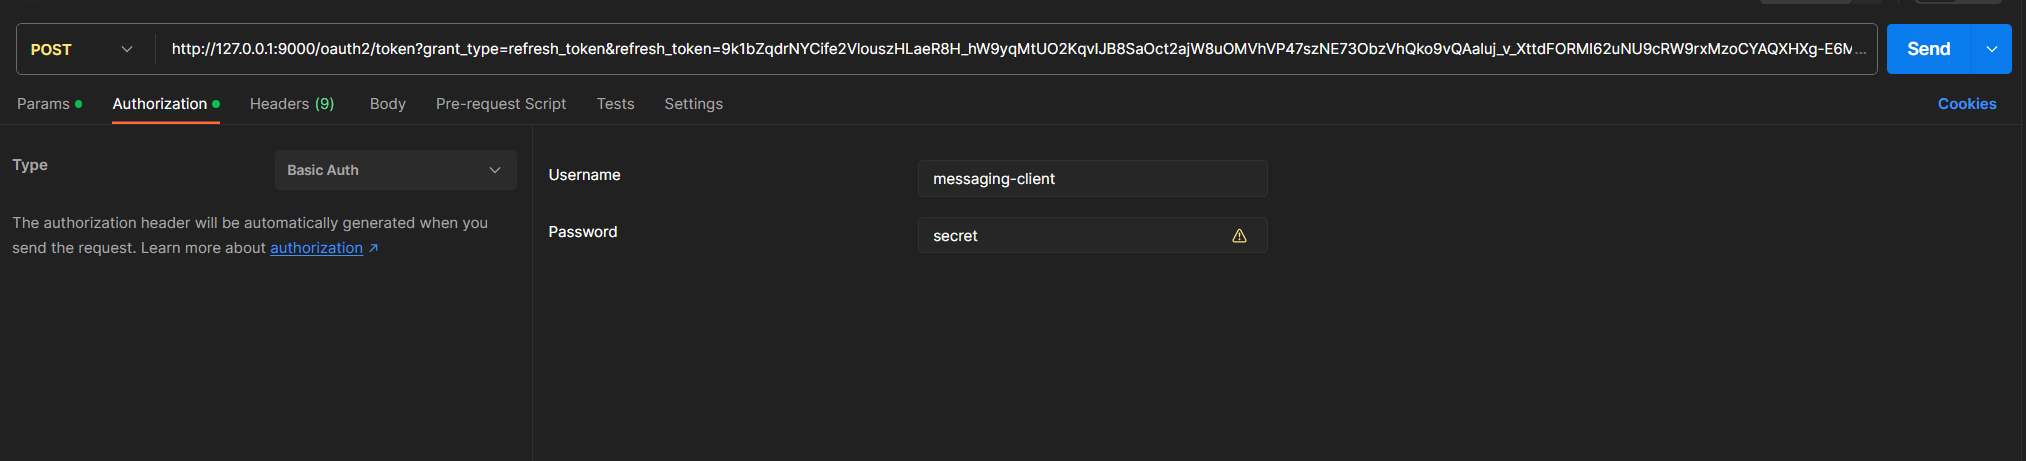 POST http://127.0.0.1:9000/oauth2/token?grant_type=refresh_token&refresh_token=9k1bZqdrNYCife2VlouszHLaeR8H_hW9yqMtUO2KqvIJB8SaOct2ajW8uOMVhVP47szNE73ObzVhQko9vQAaluj_v_XttdFORMl62uNU9cRW9rxMzoCYAQXHXg-E6M... Send
Params Authorization Headers (9) Body Pre-request Script Tests Settings Cookies
Type Basic Auth
The authorization header will be automatically generated when you
send the request. Learn more about authorization ↗
Username messaging-client
Password secret